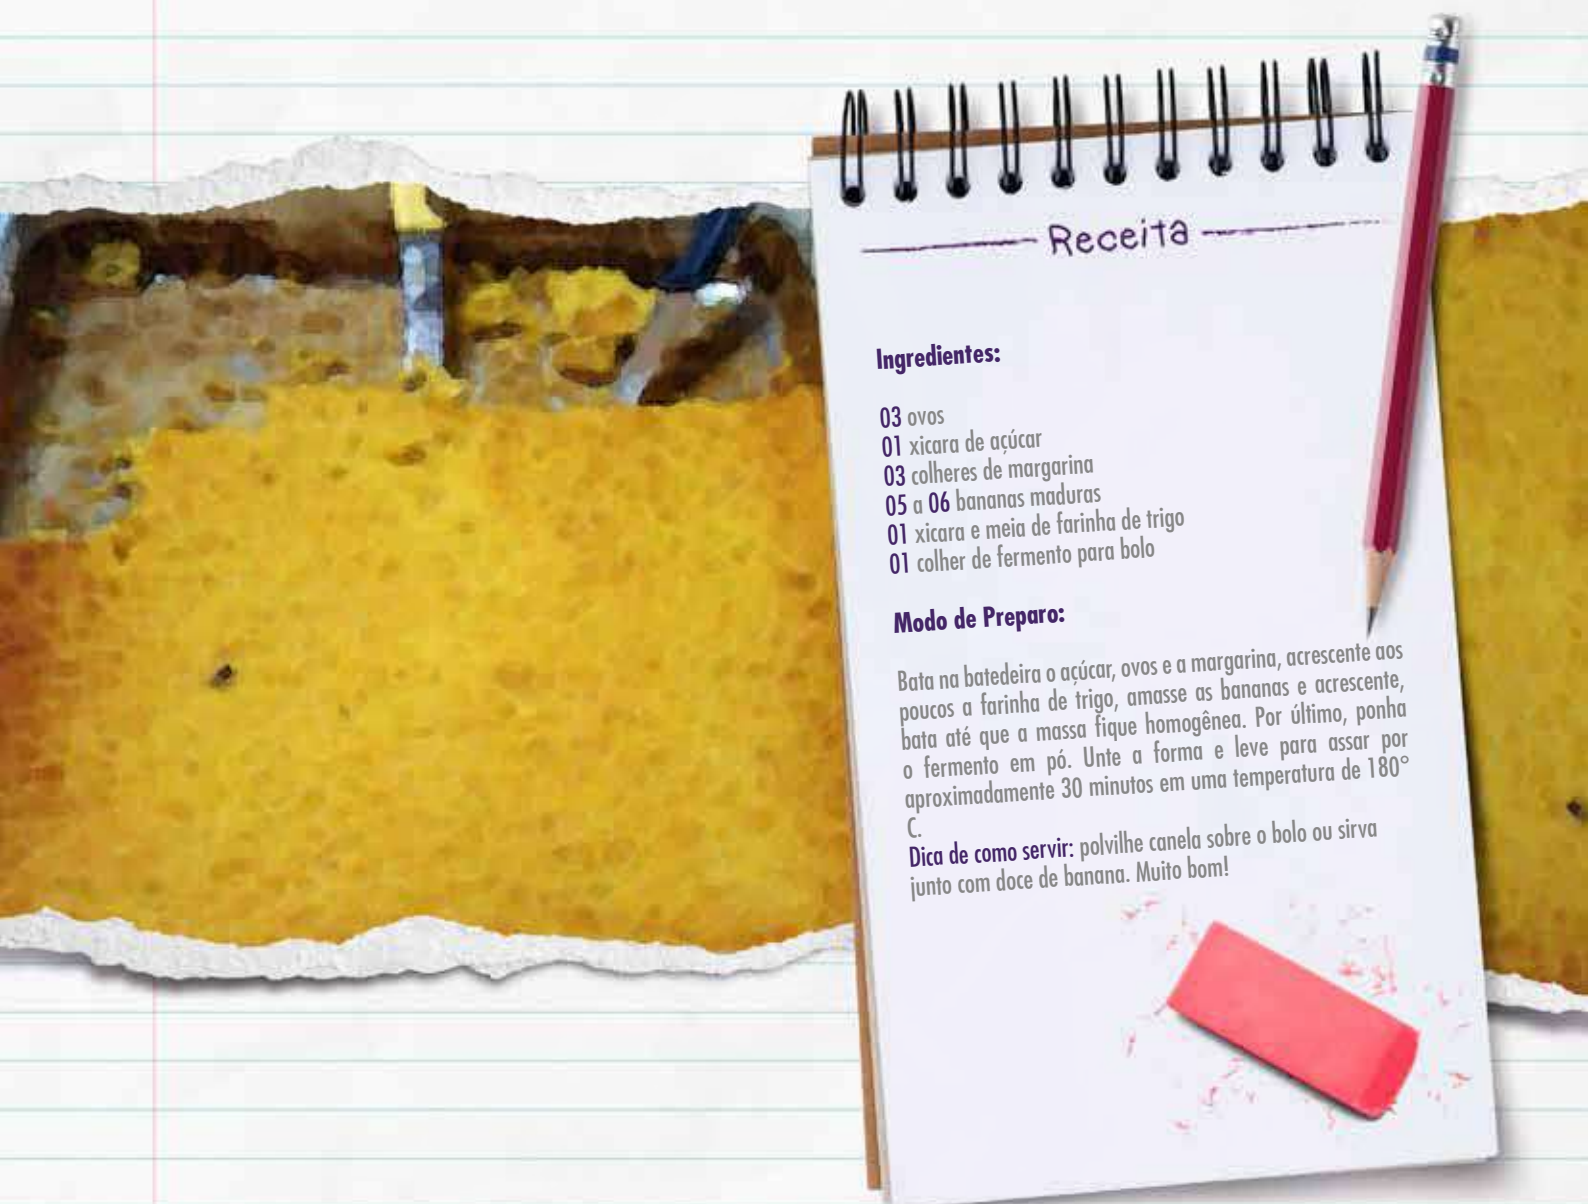 Receita
Ingredientes:
03 ovos
01 xicara de açúcar
03 colheres de margarina
05 a 06 bananas maduras
01 xicara e meia de farinha de trigo
01 colher de fermento para bolo
Modo de Preparo:
Bata na batedeira o açúcar, ovos e a margarina, acrescente aos
poucos a farinha de trigo, amasse as bananas e acrescente,
bata até que a massa fique homogênea. Por último, ponha
o fermento em pó. Unte a forma e leve para assar por
aproximadamente 30 minutos em uma temperatura de 180°
C.
Dica de como servir: polvilhe canela sobre o bolo ou sirva
junto com doce de banana. Muito bom!